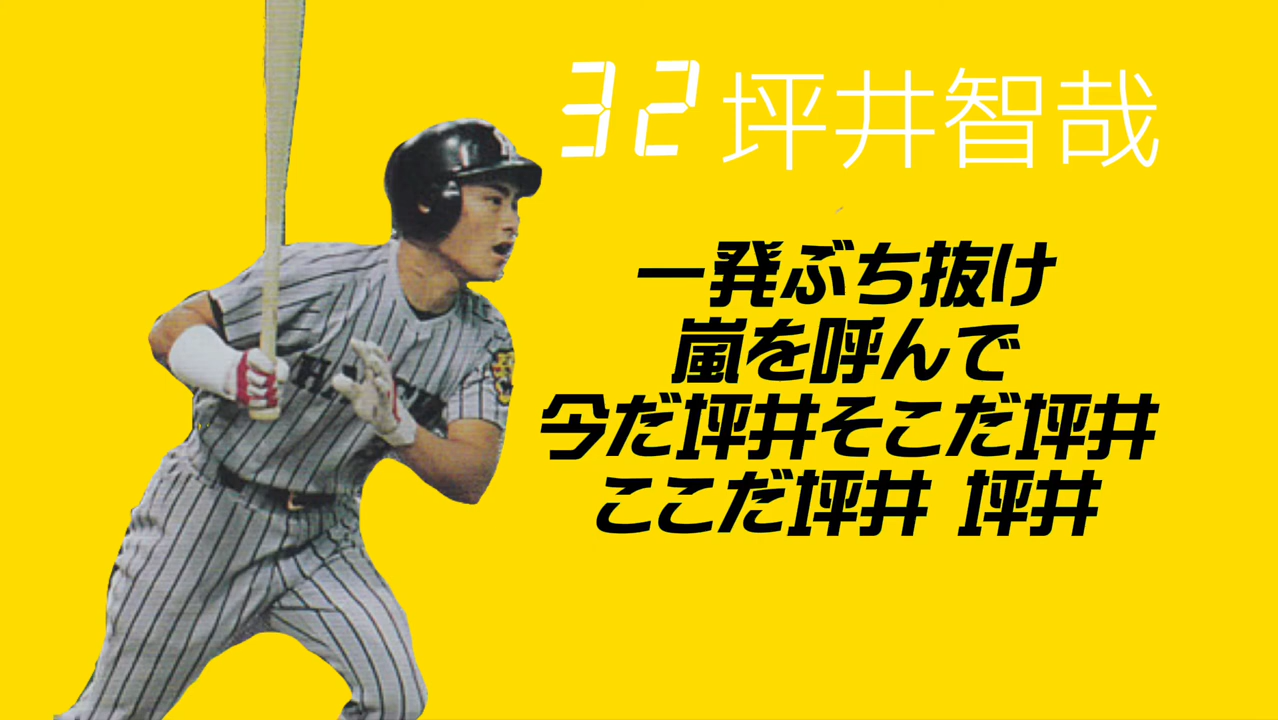 32 坪井智哉
一発ぶち抜け
嵐を呼んで
今だ坪井そこだ坪井
ここだ坪井 坪井